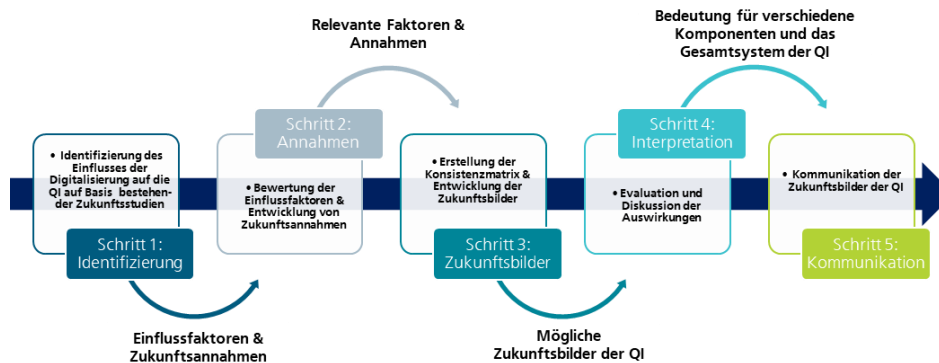 Relevante Faktoren &
Annahmen
Bedeutung für verschiedene
Komponenten und das
Gesamtsystem der QI
• Identifizierung des
Einflusses der
Digitalisierung auf die
QI auf Basis bestehen-
der Zukunftsstudien
Schritt 1:
Identifizierung
Schritt 2:
Annahmen
• Bewertung der
Einflussfaktoren &
Entwicklung von
Zukunftsannahmen
• Erstellung der
Konsistenzmatrix &
Entwicklung der
Zukunftsbilder
Schritt 3:
Zukunftsbilder
Schritt 4:
Interpretation
• Evaluation und
Diskussion der
Auswirkungen
• Kommunikation der
Zukunftsbilder der QI
Schritt 5:
Kommunikation
Einflussfaktoren &
Zukunftsannahmen
Mögliche
Zukunftsbilder der QI